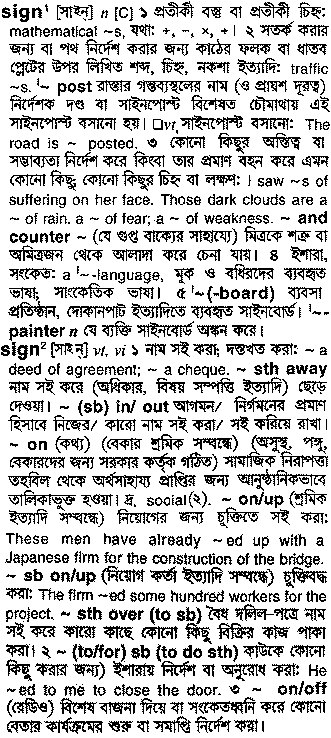 sign¹ [সাইন্] n [C] ১ প্রতীকী বস্তু বা প্রতীকী চিহ্ন:
mathematical ~s, যথা: +, –, ×, ÷। ২ সতর্ক করার
জন্য বা পথ নির্দেশ করার জন্য কাঠের ফলক বা ধাতব
প্লেটের উপর লিখিত শব্দ, চিহ্ন, নকশা ইত্যাদি: traffic
~s. ˈ~ post রাস্তার গন্তব্যস্থলের নাম (ও প্রায়শ দূরত্ব)
নির্দেশক দণ্ড বা সাইনপোস্ট বিশেষত চৌমাথায় এই
সাইনপোস্ট বসানো হয়। □vt সাইনপোস্ট বসানো: The
road is ~ posted. ৩ কোনো কিছুর অস্তিত্ব বা
সম্ভাব্যতা নির্দেশ করে কিংবা তার প্রমাণ বহন করে এমন
কোনো কিছু; কোনো কিছুর চিহ্ন বা লক্ষণ: I saw ~s of
suffering on her face. Those dark clouds are a
~ of rain. a ~ of fear; a ~ of weakness. ~ and
counter ~ (যে গুপ্ত বাক্যের সাহায্যে) মিত্রকে শত্রু বা
অমিত্রজন থেকে আলাদা করে চেনা যায়। ৪ ইশারা,
সংকেত: a ˈ~-language, মূক ও বধিরদের ব্যবহৃত
ভাষা; সাংকেতিক ভাষা। ৫ ˈ~(-board) ব্যবসা
প্রতিষ্ঠান, দোকানপাট ইত্যাদিতে ব্যবহৃত সাইনবোর্ড। ˈ~-
painter n যে ব্যক্তি সাইনবোর্ড অঙ্কন করে।
sign² [সাইন্] vt, vi ১ নাম সই করা; দস্তখত করা: ~ a
deed of agreement; ~ a cheque. ~ sth away
নাম সই করে (অধিকার, বিষয় সম্পত্তি ইত্যাদি) ছেড়ে
দেওয়া। ~ (sb) in/ out আগমন/ নির্গমনের প্রমাণ
হিসাবে নিজের/ কারো নাম সই করা/ সই করিয়ে রাখা।
~ on (কথ্য) (বেকার শ্রমিক সম্বন্ধে) (অসুস্থ, পঙ্গু,
বেকারদের জন্য সরকার কর্তৃক গঠিত) সামাজিক নিরাপত্তা
তহবিল থেকে অর্থসাহায্য প্রাপ্তির জন্য আনুষ্ঠানিকভাবে
তালিকাভুক্ত হওয়া। দ্র. social(২). ~ on/up (শ্রমিক
ইত্যাদি সম্বন্ধে) নিয়োগের জন্য চুক্তিতে সই করা:
These men have already ~ed up with a
Japanese firm for the construction of the bridge.
~ sb on/up (নিয়োগ কর্তা ইত্যাদি সম্বন্ধে) চুক্তিবদ্ধ
করা: The firm ~ed some hundred workers for the
project. ~ sth over (to sb) বৈধ দলিল-পত্রে নাম
সই করে কারো কাছে কোনো কিছু বিক্রির কাজ পাকা
করা। ২ ~ (to/for) sb (to do sth) কাউকে কোনো
কিছু করার জন্য) ইশারায় নির্দেশ বা অনুরোধ করা: He
~ed to me to close the door. ৩ ~ on/off
(রেডিও) বিশেষ বাজনা দিয়ে বা সংকেতধ্বনি করে কোনো
বেতার কার্যক্রমের শুরু বা সমাপ্তি নির্দেশ করা।